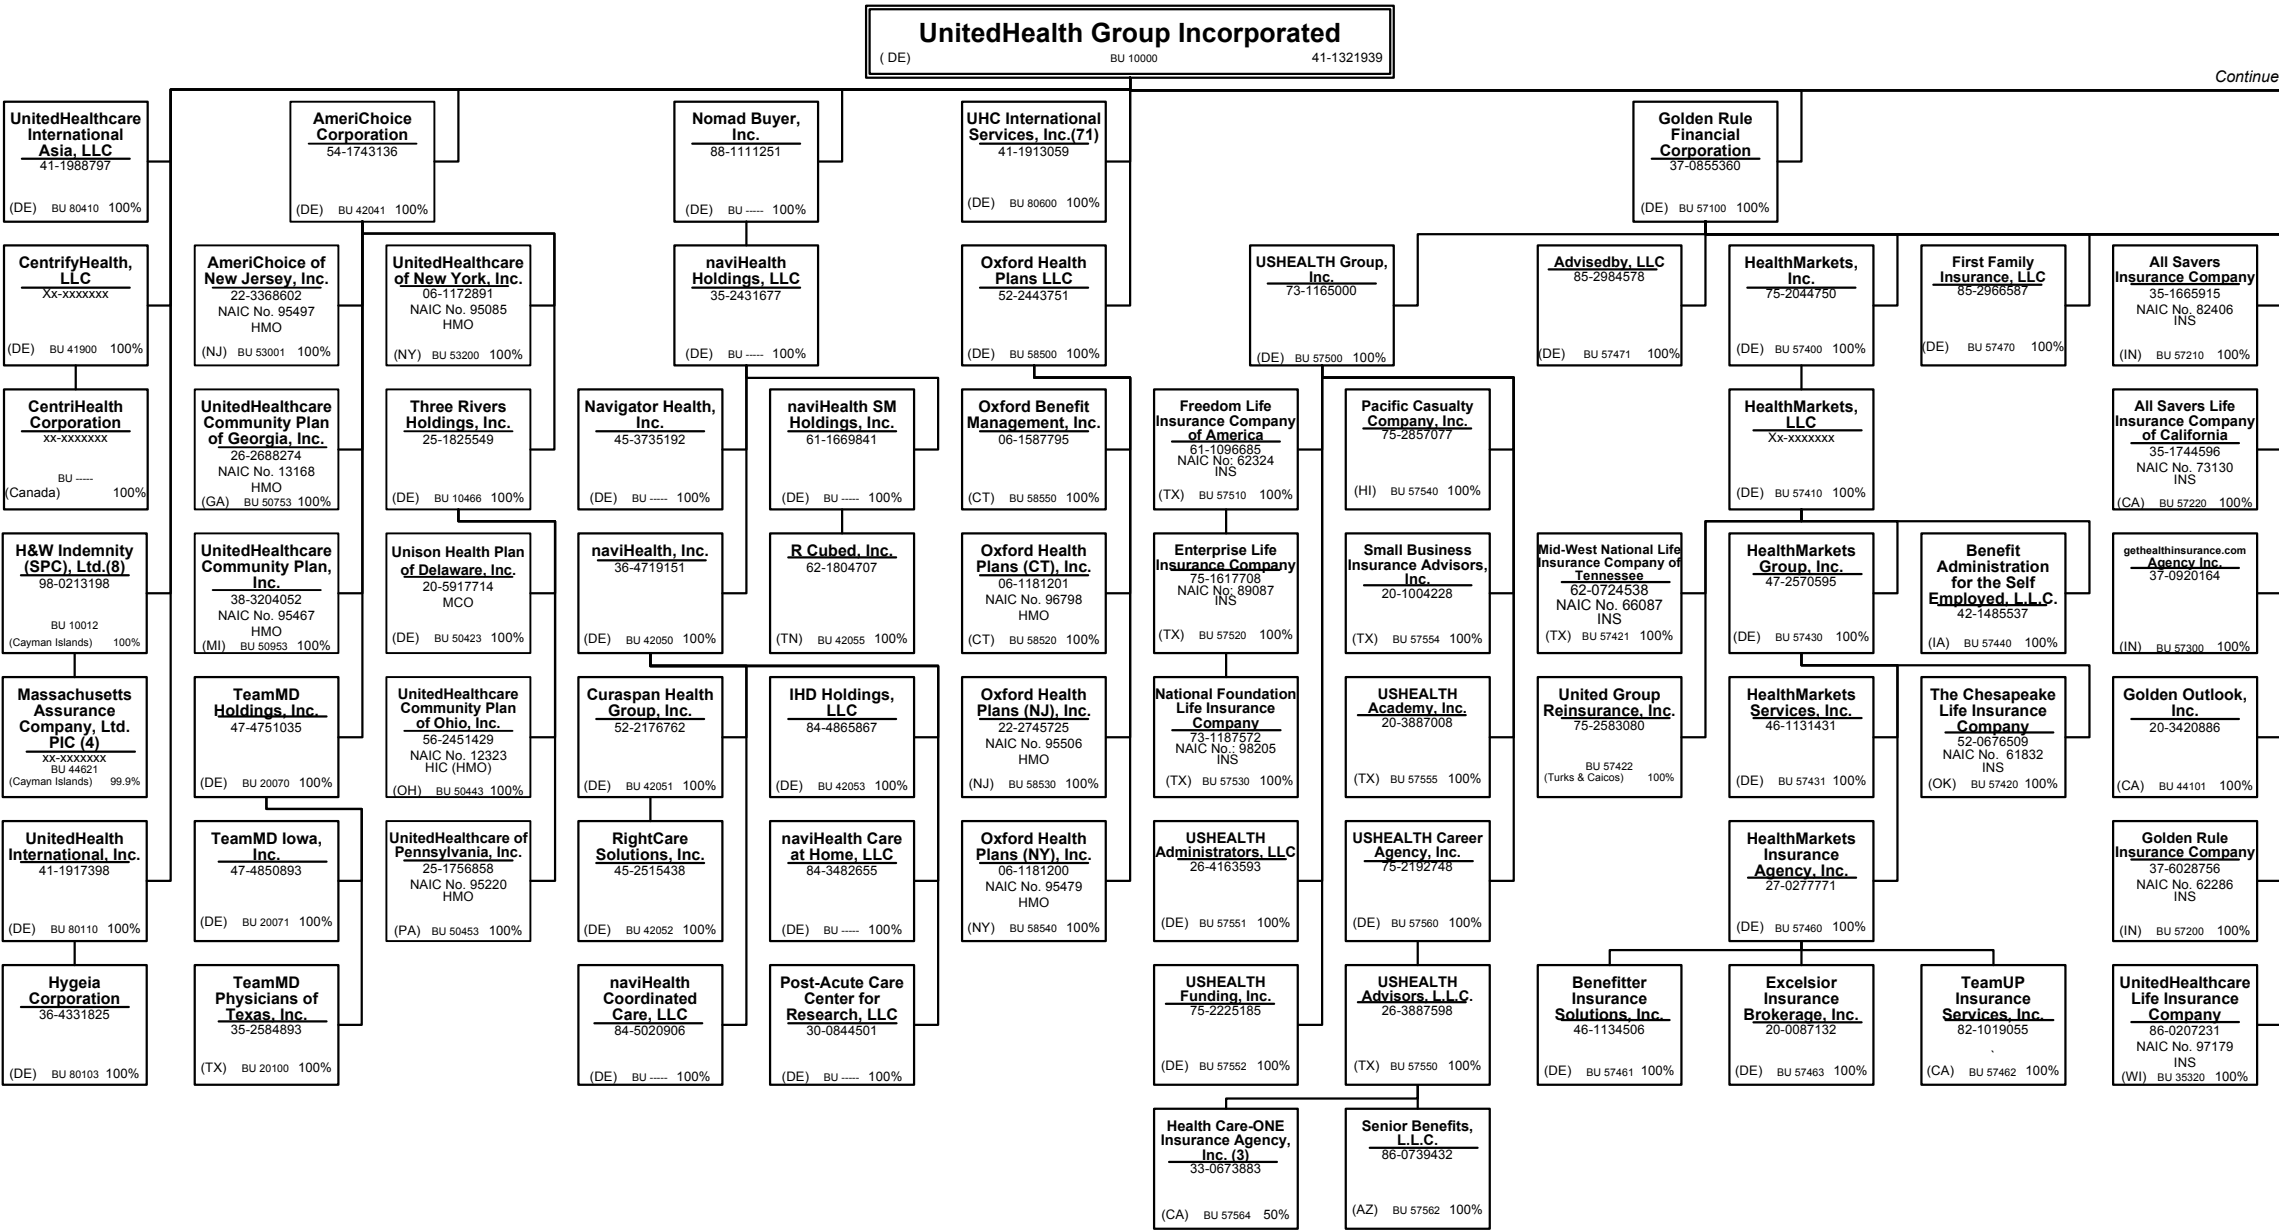 UnitedHealth Group Incorporated
( DE) BU 10000 41-1321939
Continue
UnitedHealthcare
International
Asia, LLC
41-1988797
(DE) BU 80410 100%
AmeriChoice
Corporation
54-1743136
(DE) BU 42041 100%
Nomad Buyer,
Inc.
88-1111251
(DE) BU ----- 100%
UHC International
Services, Inc.(71)
41-1913059
(DE) BU 80600 100%
Golden Rule
Financial
Corporation
37-0855360
(DE) BU 57100 100%
CentrifyHealth,
LLC
Xx-xxxxxxx
(DE) BU 41900 100%
AmeriChoice of
New Jersey, Inc.
22-3368602
NAIC No. 95497
HMO
(NJ) BU 53001 100%
UnitedHealthcare
of New York, Inc.
06-1172891
NAIC No. 95085
HMO
(NY) BU 53200 100%
naviHealth
Holdings, LLC
35-2431677
(DE) BU ----- 100%
Oxford Health
Plans LLC
52-2443751
(DE) BU 58500 100%
USHEALTH Group,
Inc.
73-1165000
(DE) BU 57500 100%
Advisedby, LLC
85-2984578
(DE) BU 57471 100%
HealthMarkets,
Inc.
75-2044750
(DE) BU 57400 100%
First Family
Insurance, LLC
85-2966587
(DE) BU 57470 100%
All Savers
Insurance Company
35-1665915
NAIC No. 82406
INS
(IN) BU 57210 100%
CentriHealth
Corporation
xx-xxxxxxx
BU -----
(Canada) 100%
UnitedHealthcare
Community Plan
of Georgia, Inc.
26-2688274
NAIC No. 13168
HMO
(GA) BU 50753 100%
Three Rivers
Holdings, Inc.
25-1825549
(DE) BU 10466 100%
Navigator Health,
Inc.
45-3735192
(DE) BU ----- 100%
naviHealth SM
Holdings, Inc.
61-1669841
(DE) BU ----- 100%
Oxford Benefit
Management, Inc.
06-1587795
(CT) BU 58550 100%
Freedom Life
Insurance Company
of America
61-1096685
NAIC No: 62324
INS
(TX) BU 57510 100%
Pacific Casualty
Company, Inc.
75-2857077
(HI) BU 57540 100%
HealthMarkets,
LLC
Xx-xxxxxxx
(DE) BU 57410 100%
All Savers Life
Insurance Company
of California
35-1744596
NAIC No. 73130
INS
(CA) BU 57220 100%
H&W Indemnity
(SPC), Ltd.(8)
98-0213198
BU 10012
(Cayman Islands) 100%
UnitedHealthcare
Community Plan,
Inc.
38-3204052
NAIC No. 95467
HMO
(MI) BU 50953 100%
Unison Health Plan
of Delaware, Inc.
20-5917714
MCO
(DE) BU 50423 100%
naviHealth, Inc.
36-4719151
(DE) BU 42050 100%
R Cubed, Inc.
62-1804707
(TN) BU 42055 100%
Oxford Health
Plans (CT), Inc.
06-1181201
NAIC No. 96798
HMO
(CT) BU 58520 100%
Enterprise Life
Insurance Company
75-1617708
NAIC No: 89087
INS
(TX) BU 57520 100%
Small Business
Insurance Advisors,
Inc.
20-1004228
(TX) BU 57554 100%
Mid-West National Life
Insurance Company of
Tennessee
62-0724538
NAIC No. 66087
INS
(TX) BU 57421 100%
HealthMarkets
Group, Inc.
47-2570595
(DE) BU 57430 100%
Benefit
Administration
for the Self
Employed, L.L.C.
42-1485537
(IA) BU 57440 100%
gethealthinsurance.com
Agency Inc.
37-0920164
(IN) BU 57300 100%
Massachusetts
Assurance
Company, Ltd.
PIC (4)
xx-xxxxxxx
BU 44621
(Cayman Islands) 99.9%
TeamMD
Holdings, Inc.
47-4751035
(DE) BU 20070 100%
UnitedHealthcare
Community Plan
of Ohio, Inc.
56-2451429
NAIC No. 12323
HIC (HMO)
(OH) BU 50443 100%
Curaspan Health
Group, Inc.
52-2176762
(DE) BU 42051 100%
IHD Holdings,
LLC
84-4865867
(DE) BU 42053 100%
Oxford Health
Plans (NJ), Inc.
22-2745725
NAIC No. 95506
HMO
(NJ) BU 58530 100%
National Foundation
Life Insurance
Company
73-1187572
NAIC No.: 98205
INS
(TX) BU 57530 100%
USHEALTH
Academy, Inc.
20-3887008
(TX) BU 57555 100%
United Group
Reinsurance, Inc.
75-2583080
BU 57422
(Turks & Caicos) 100%
HealthMarkets
Services, Inc.
46-1131431
(DE) BU 57431 100%
The Chesapeake
Life Insurance
Company
52-0676509
NAIC No. 61832
INS
(OK) BU 57420 100%
Golden Outlook,
Inc.
20-3420886
(CA) BU 44101 100%
UnitedHealth
International, Inc.
41-1917398
(DE) BU 80110 100%
TeamMD Iowa,
Inc.
47-4850893
(DE) BU 20071 100%
UnitedHealthcare of
Pennsylvania, Inc.
25-1756858
NAIC No. 95220
HMO
(PA) BU 50453 100%
RightCare
Solutions, Inc.
45-2515438
(DE) BU 42052 100%
naviHealth Care
at Home, LLC
84-3482655
(DE) BU ----- 100%
Oxford Health
Plans (NY), Inc.
06-1181200
NAIC No. 95479
HMO
(NY) BU 58540 100%
USHEALTH
Administrators, LLC
26-4163593
(DE) BU 57551 100%
USHEALTH Career
Agency, Inc.
75-2192748
(DE) BU 57560 100%
HealthMarkets
Insurance
Agency, Inc.
27-0277771
(DE) BU 57460 100%
Golden Rule
Insurance Company
37-6028756
NAIC No. 62286
INS
(IN) BU 57200 100%
Hygeia
Corporation
36-4331825
(DE) BU 80103 100%
TeamMD
Physicians of
Texas, Inc.
35-2584893
(TX) BU 20100 100%
naviHealth
Coordinated
Care, LLC
84-5020906
(DE) BU ----- 100%
Post-Acute Care
Center for
Research, LLC
30-0844501
(DE) BU ----- 100%
USHEALTH
Funding, Inc.
75-2225185
(DE) BU 57552 100%
USHEALTH
Advisors, L.L.C.
26-3887598
(TX) BU 57550 100%
Benefitter
Insurance
Solutions, Inc.
46-1134506
(DE) BU 57461 100%
Excelsior
Insurance
Brokerage, Inc.
20-0087132
(DE) BU 57463 100%
TeamUP
Insurance
Services, Inc.
82-1019055
(CA) BU 57462 100%
UnitedHealthcare
Life Insurance
Company
86-0207231
NAIC No. 97179
INS
(WI) BU 35320 100%
Health Care-ONE
Insurance Agency,
Inc. (3)
33-0673883
(CA) BU 57564 50%
Senior Benefits,
L.L.C.
86-0739432
(AZ) BU 57562 100%